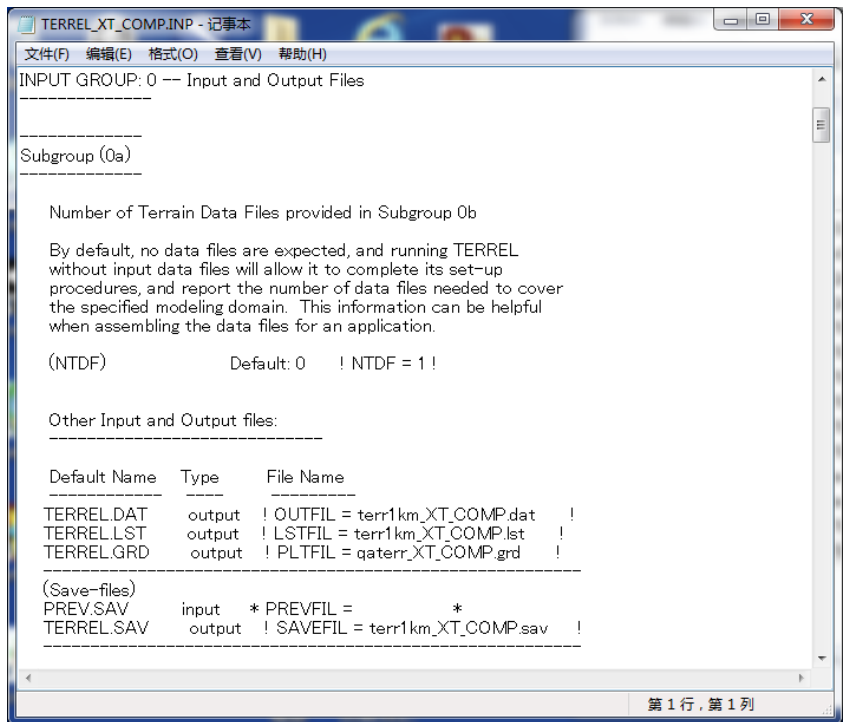 TERREL_XT_COMP.INP - 记事本
文件(F) 编辑(E) 格式(O) 查看(V) 帮助(H)
INPUT GROUP: 0 -- Input and Output Files
--------------
-------------
Subgroup (0a)
-------------
Number of Terrain Data Files provided in Subgroup 0b
By default, no data files are expected, and running TERREL
without input data files will allow it to complete its set-up
procedures, and report the number of data files needed to cover
the specified modeling domain. This information can be helpful
when assembling the data files for an application.
(NTDF) Default: 0 ! NTDF = 1 !
Other Input and Output files:
-----------------------------
Default Name Type File Name
------------ ---- ---------
TERREL.DAT output ! OUTFIL = terr1km_XT_COMP.dat !
TERREL.LST output ! LSTFIL = terr1km_XT_COMP.lst !
TERREL.GRD output ! PLTFIL = qaterr_XT_COMP.grd !
---------------------------------------------------------
(Save-files)
PREV.SAV input * PREVFIL = *
TERREL.SAV output ! SAVEFIL = terr1km_XT_COMP.sav !
---------------------------------------------------------
第 1 行，第 1 列